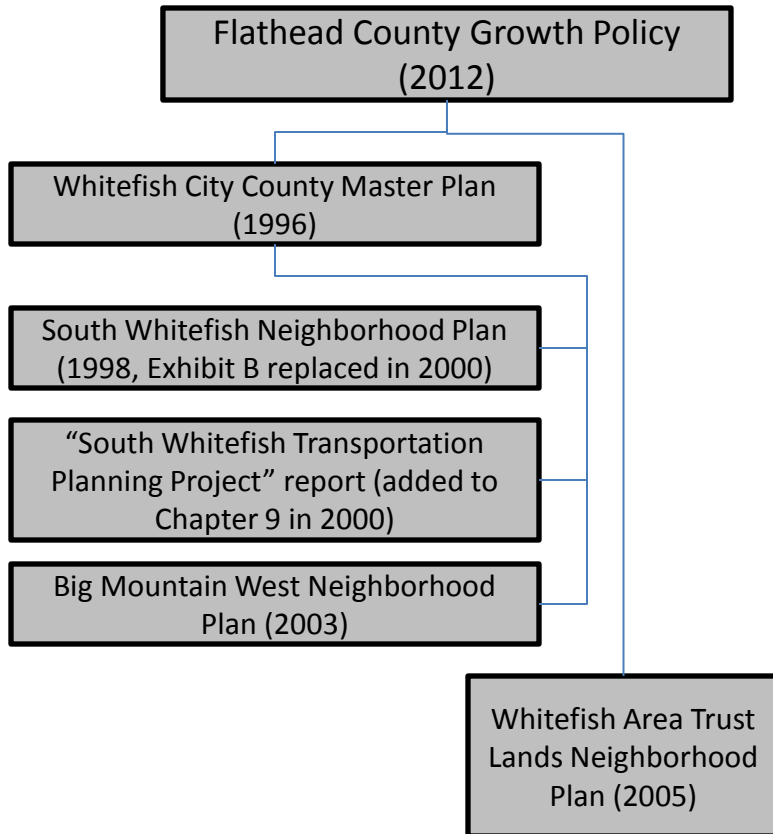 Flathead County Growth Policy
(2012)
Whitefish City County Master Plan
(1996)
South Whitefish Neighborhood Plan
(1998, Exhibit B replaced in 2000)
“South Whitefish Transportation
Planning Project” report (added to
Chapter 9 in 2000)
Big Mountain West Neighborhood
Plan (2003)
Whitefish Area Trust
Lands Neighborhood
Plan (2005)